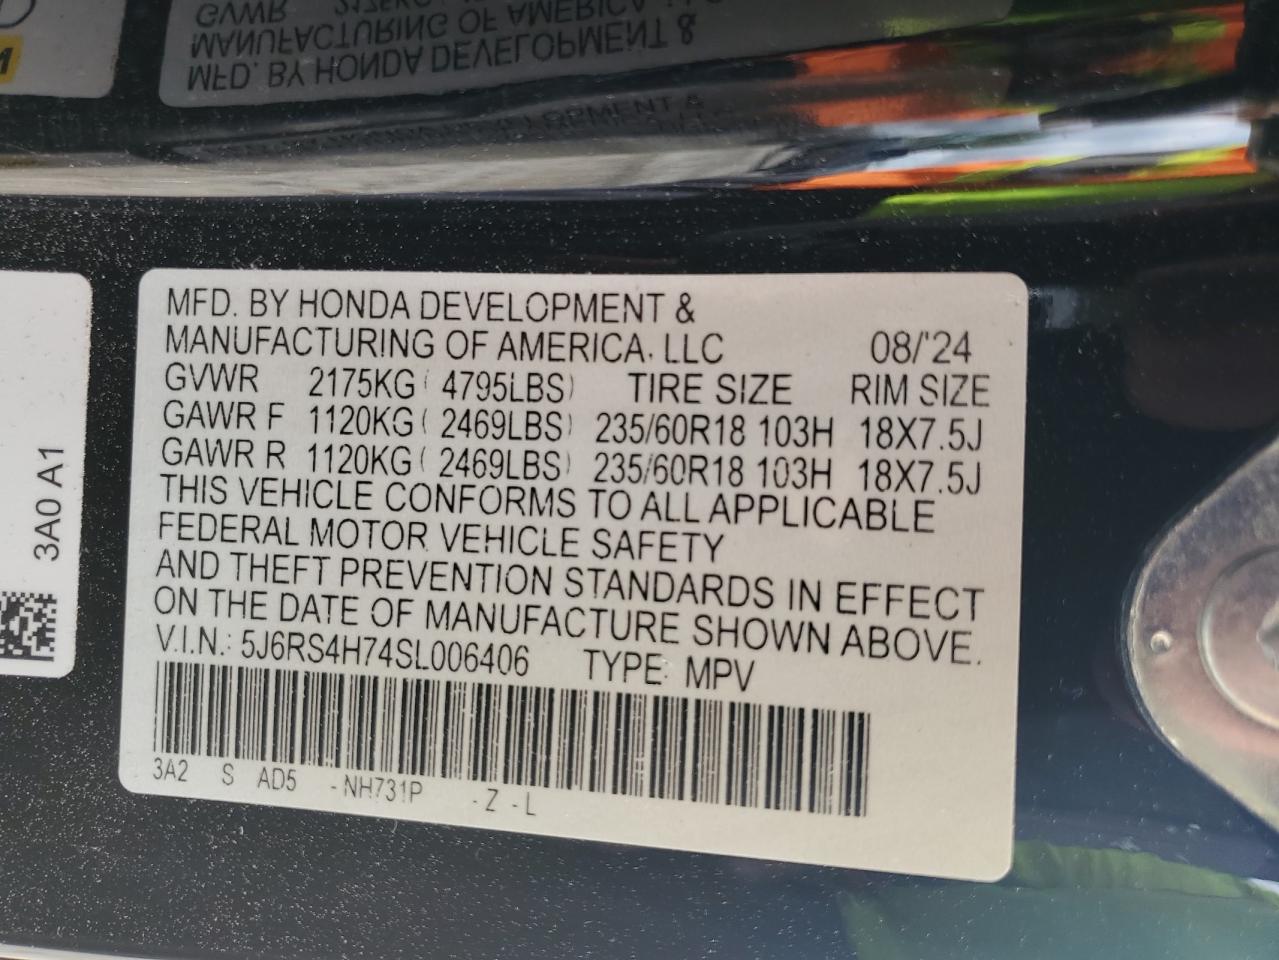 GVWR 2175KG
MANUFACTURING OF AMERICA
MFD. BY HONDA DEVELOPMENT &
MFD. BY HONDA DEVELOPMENT &
MANUFACTURING OF AMERICA, LLC 08/'24
GVWR 2175KG ( 4795LBS) TIRE SIZE RIM SIZE
GAWR F 1120KG ( 2469LBS) 235/60R18 103H 18X7.5J
GAWR R 1120KG ( 2469LBS) 235/60R18 103H 18X7.5J
THIS VEHICLE CONFORMS TO ALL APPLICABLE
FEDERAL MOTOR VEHICLE SAFETY
AND THEFT PREVENTION STANDARDS IN EFFECT
ON THE DATE OF MANUFACTURE SHOWN ABOVE.
V.I.N.: 5J6RS4H74SL006406 TYPE: MPV
3A2 S AD5 -NH731P -Z -L
3A0 A1